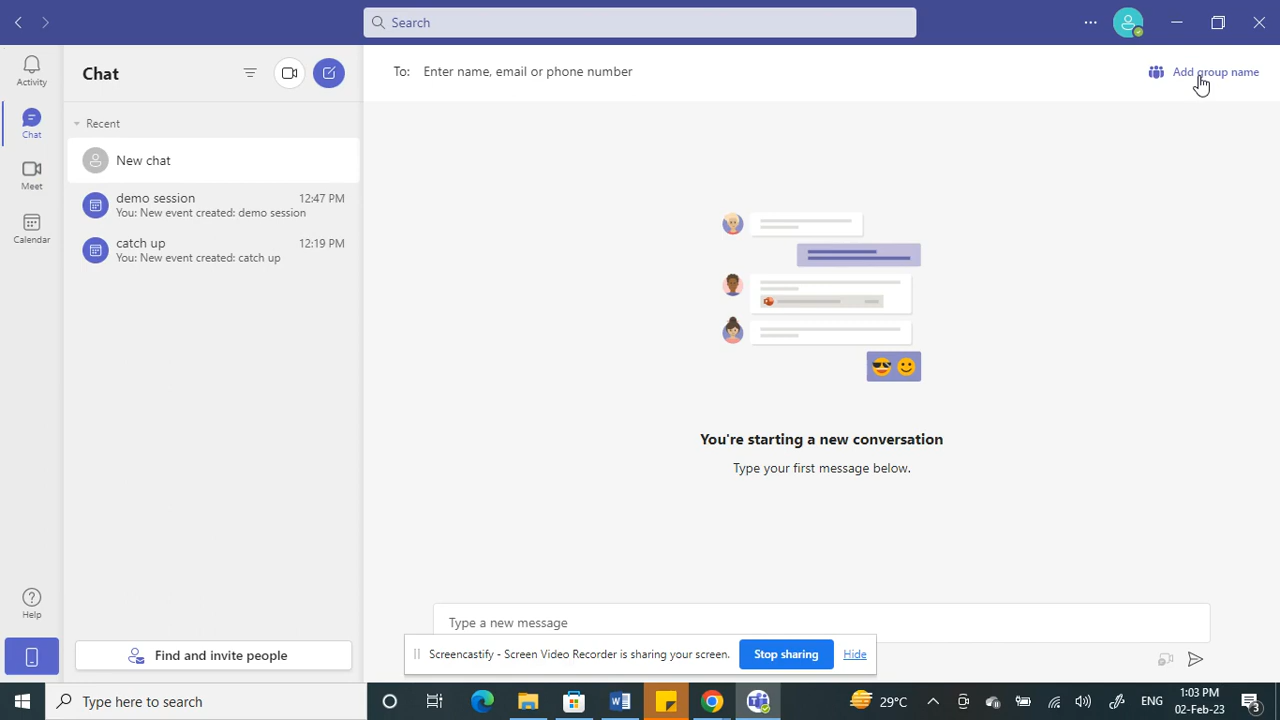 Search
Activity
Chat
Meet
Calendar
Help
Chat
Recent
New chat
demo session 12:47 PM
You: New event created: demo session
catch up 12:19 PM
You: New event created: catch up
Find and invite people
To: Enter name, email or phone number
Add group name
You're starting a new conversation
Type your first message below.
Type a new message
Screencastify - Screen Video Recorder is sharing your screen. Stop sharing Hide
Type here to search
29°C
ENG
1:03 PM
02-Feb-23
3